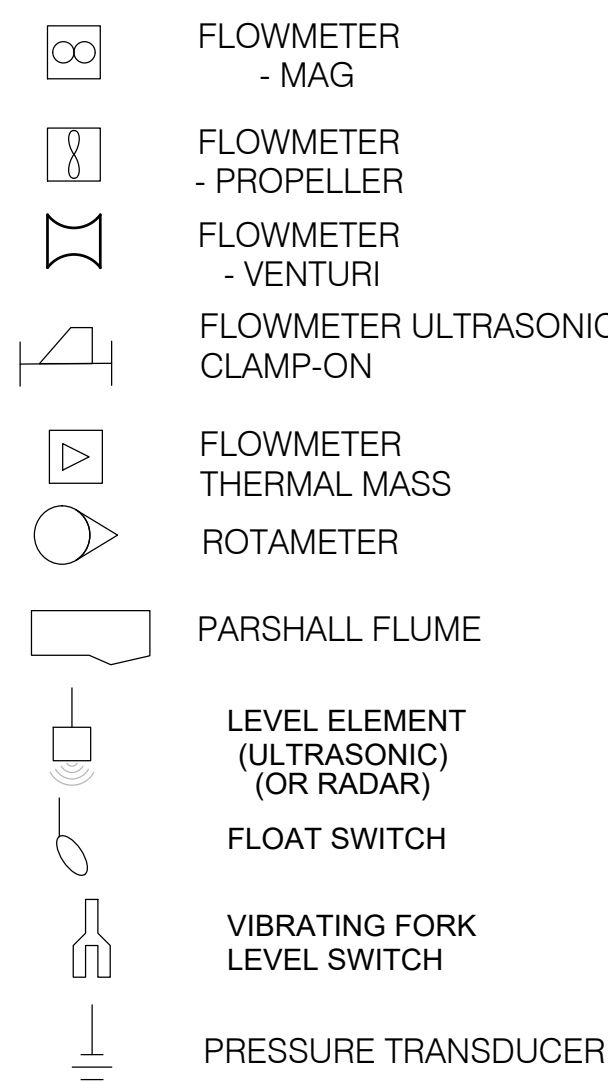 FLOWMETER
- MAG
FLOWMETER
- PROPELLER
FLOWMETER
- VENTURI
FLOWMETER ULTRASONIC
CLAMP-ON
FLOWMETER
THERMAL MASS
ROTAMETER
PARSHALL FLUME
LEVEL ELEMENT
(ULTRASONIC)
(OR RADAR)
FLOAT SWITCH
VIBRATING FORK
LEVEL SWITCH
PRESSURE TRANSDUCER